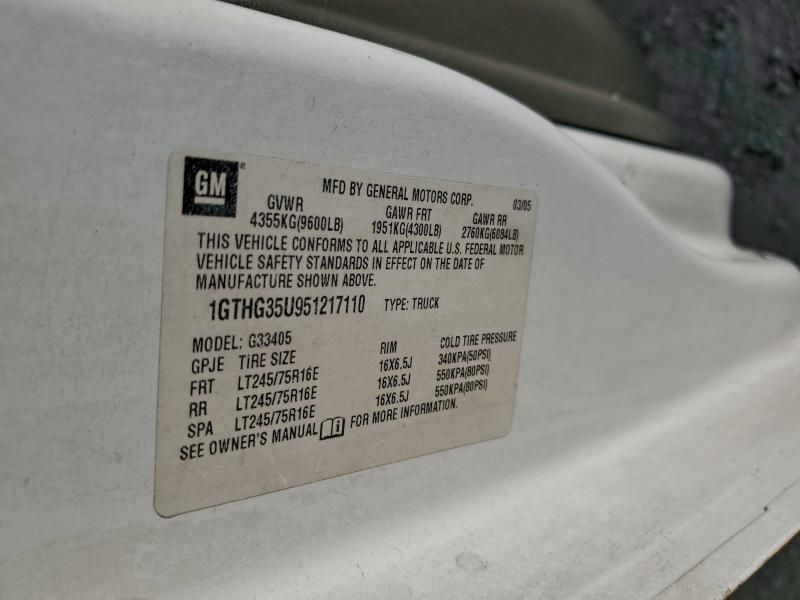 GM
MFD BY GENERAL MOTORS CORP. 03/05
GVWR GAWR FRT GAWR RR
4355KG(9600LB) 1951KG(4300LB) 2760KG(6084LB)
THIS VEHICLE CONFORMS TO ALL APPLICABLE U.S. FEDERAL MOTOR
VEHICLE SAFETY STANDARDS IN EFFECT ON THE DATE OF
MANUFACTURE SHOWN ABOVE.
1GTHG35U951217110 TYPE: TRUCK
MODEL: G33405
GPJE TIRE SIZE RIM COLD TIRE PRESSURE
FRT LT245/75R16E 16X6.5J 340KPA(50PSI)
RR LT245/75R16E 16X6.5J 550KPA(80PSI)
SPA LT245/75R16E 16X6.5J 550KPA(80PSI)
SEE OWNER'S MANUAL FOR MORE INFORMATION.